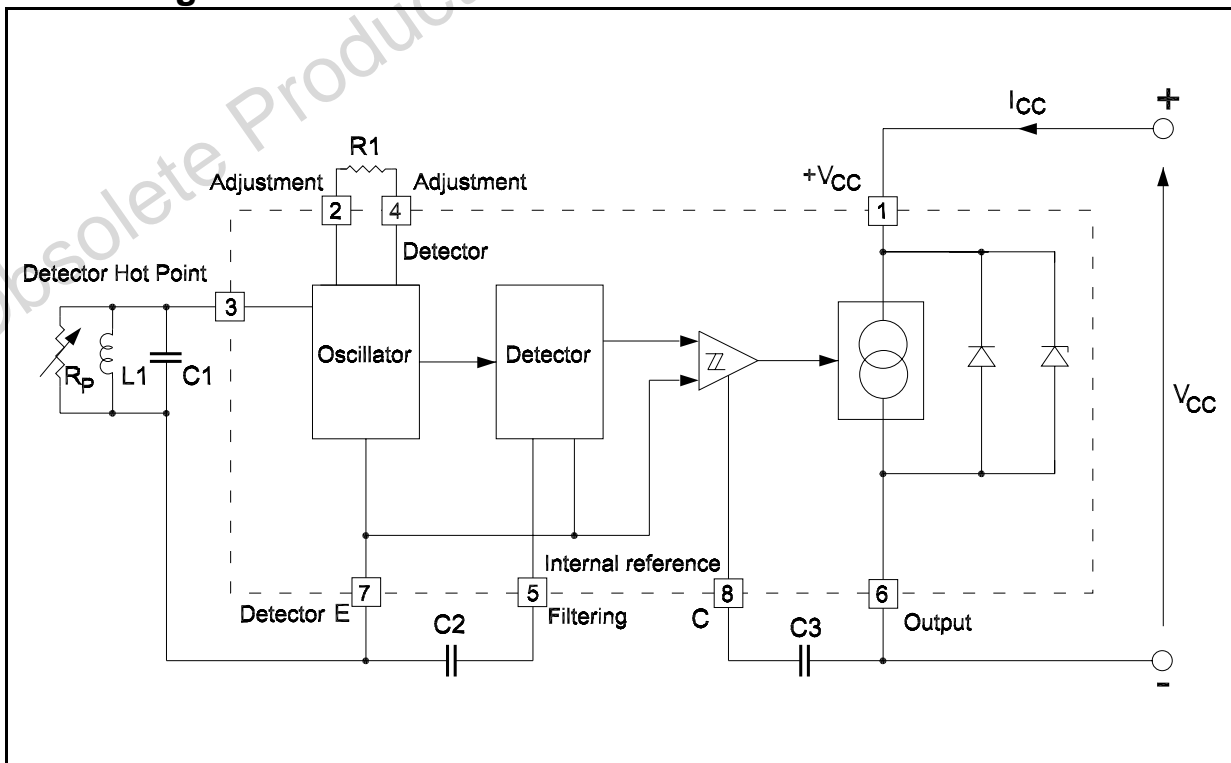 Obsolete Produc
ICC
+
R1
Adjustment
Adjustment
+VCC
2
4
1
Detector
Detector Hot Point
3
Oscillator
Detector
RP
L1
C1
VCC
Internal reference
7
5
8
6
Detector E
Filtering
C
Output
C2
C3
-